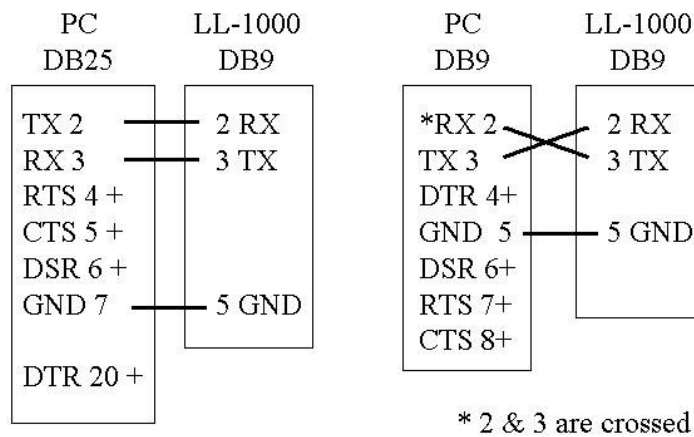 PC
DB25
LL-1000
DB9
TX 2
RX 3
RTS 4 +
CTS 5 +
DSR 6 +
GND 7
DTR 20 +
2 RX
3 TX
5 GND
PC
DB9
LL-1000
DB9
*RX 2
TX 3
DTR 4+
GND 5
DSR 6+
RTS 7+
CTS 8+
2 RX
3 TX
5 GND
* 2 & 3 are crossed